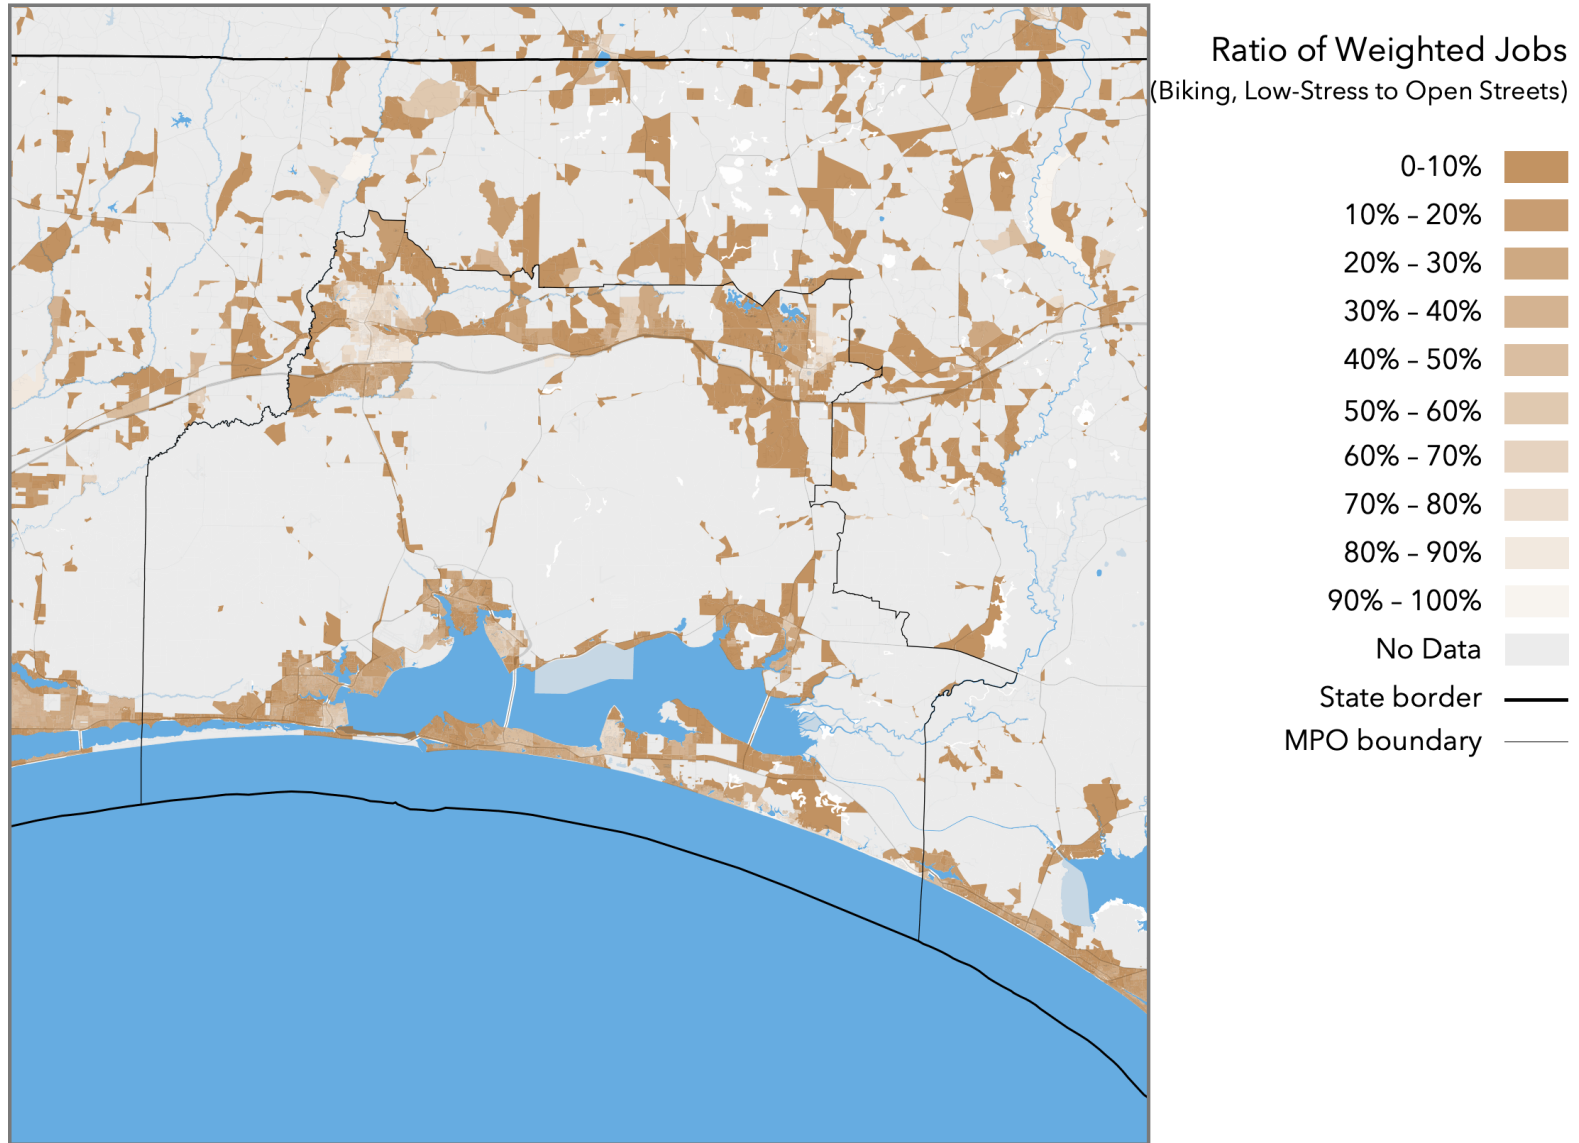 Ratio of Weighted Jobs
(Biking, Low-Stress to Open Streets)
0-10%
10% – 20%
20% – 30%
30% – 40%
40% – 50%
50% – 60%
60% – 70%
70% – 80%
80% – 90%
90% – 100%
No Data
State border
MPO boundary